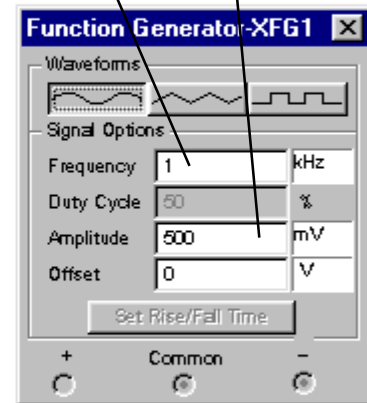 Function Generator-XFG1
Waveforms
Signal Options
Frequency 1 kHz
Duty Cycle 50 %
Amplitude 500 mV
Offset 0 V
Set Rise/Fall Time
+ Common -